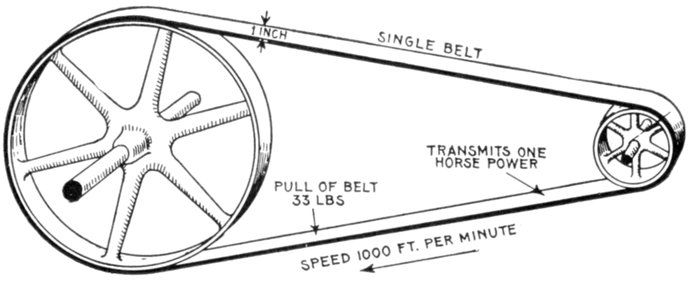 1 INCH
SINGLE BELT
TRANSMITS ONE
HORSE POWER
PULL OF BELT
33 LBS
SPEED 1000 FT. PER MINUTE